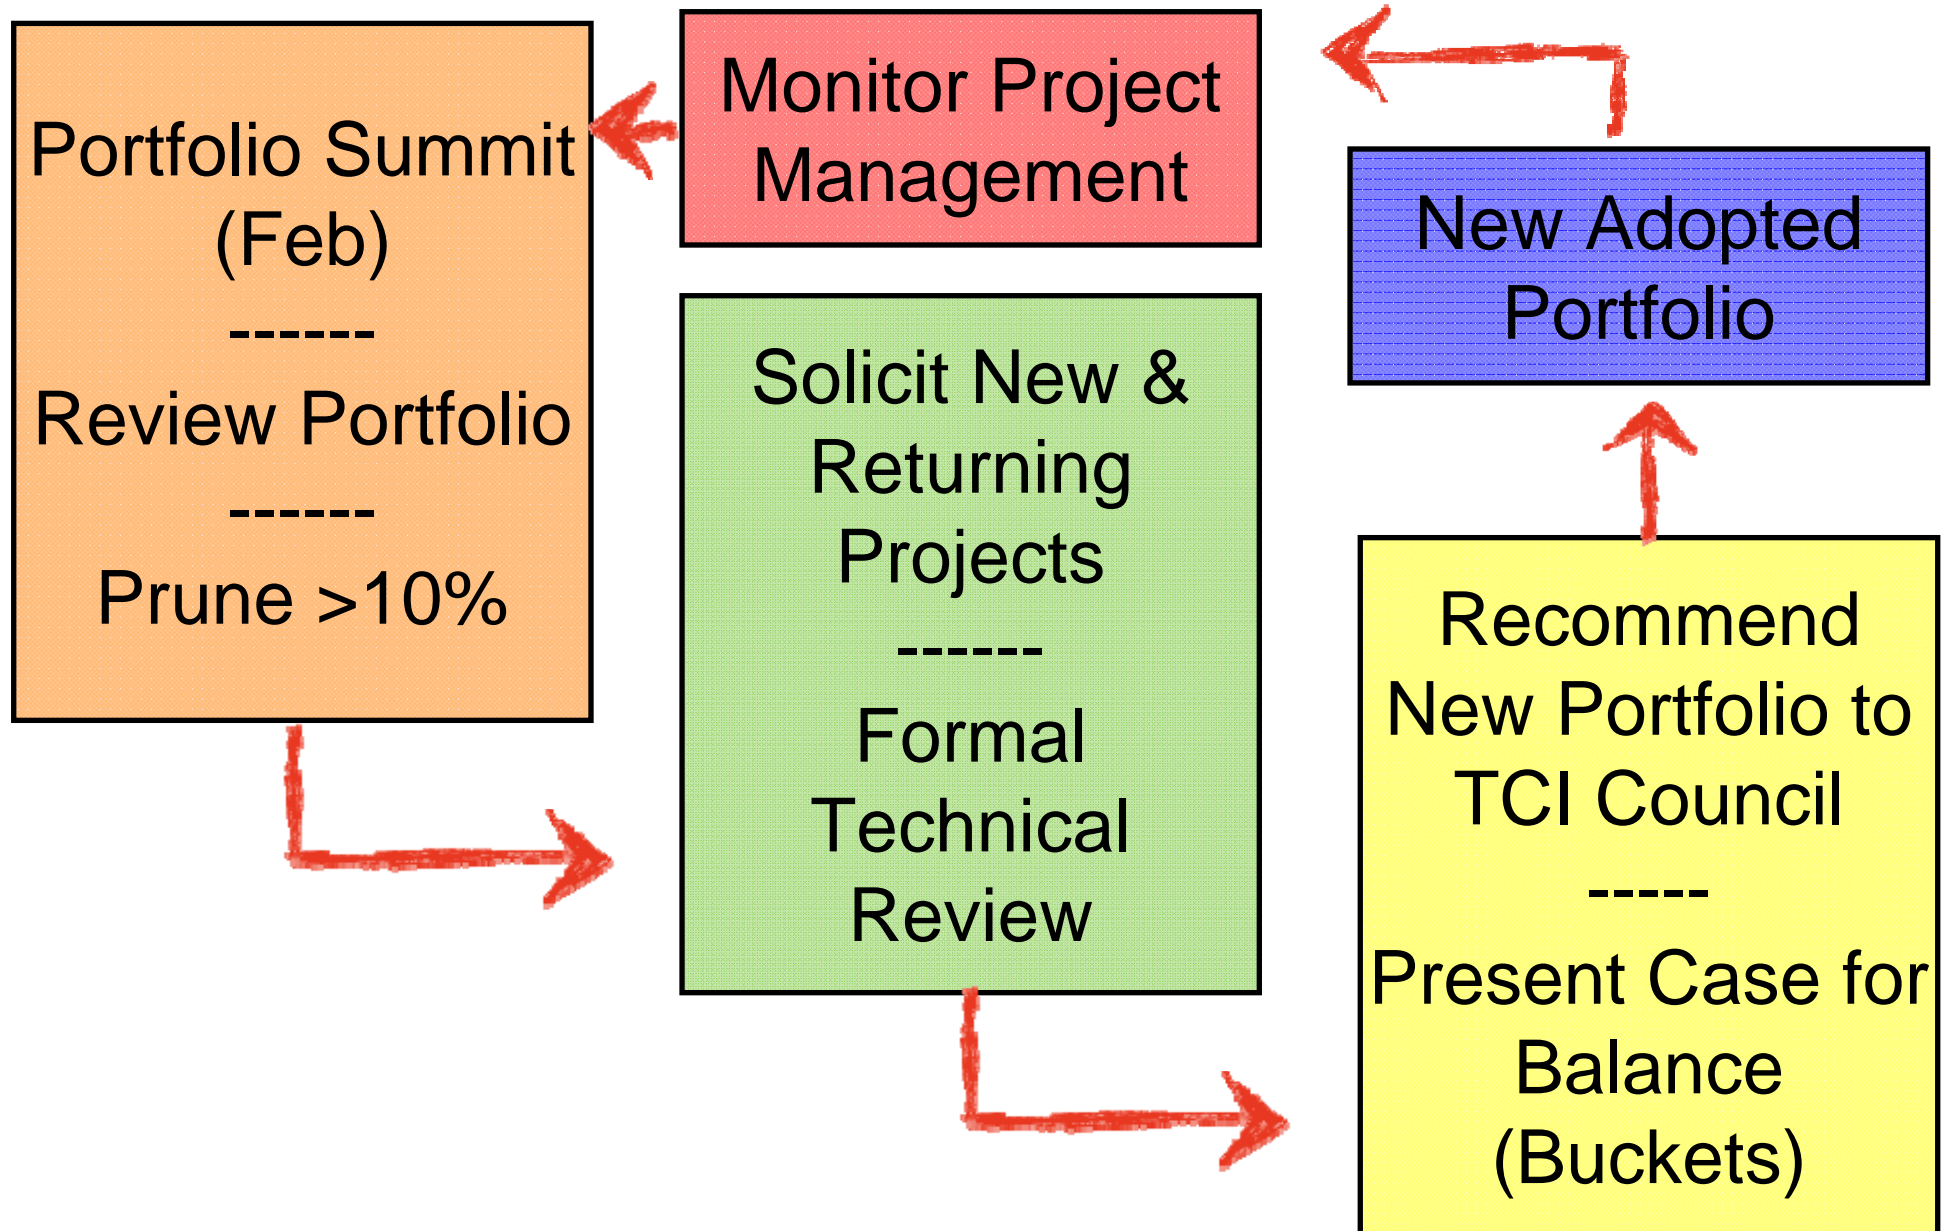 Portfolio Summit
(Feb)
------
Review Portfolio
------
Prune >10%
Monitor Project
Management
Solicit New &
Returning
Projects
------
Formal
Technical
Review
New Adopted
Portfolio
Recommend
New Portfolio to
TCI Council
-----
Present Case for
Balance
(Buckets)